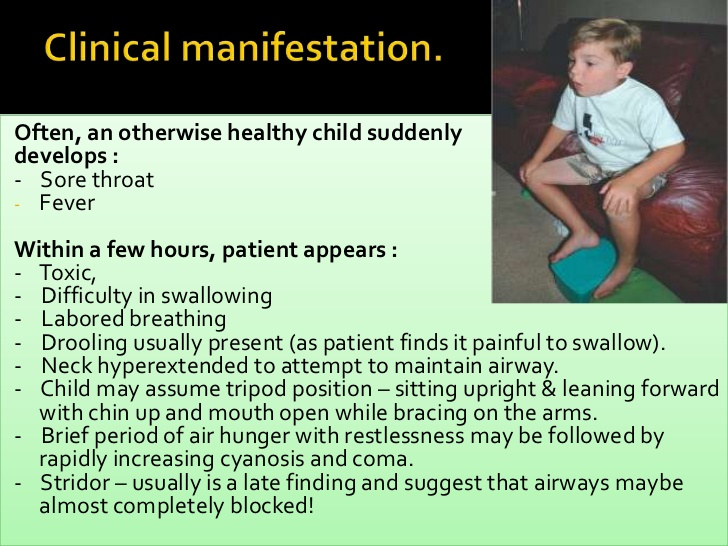 Clinical manifestation.
Often, an otherwise healthy child suddenly
develops :
- Sore throat
- Fever
Within a few hours, patient appears :
- Toxic,
- Difficulty in swallowing
- Labored breathing
- Drooling usually present (as patient finds it painful to swallow).
- Neck hyperextended to attempt to maintain airway.
- Child may assume tripod position – sitting upright & leaning forward
with chin up and mouth open while bracing on the arms.
- Brief period of air hunger with restlessness may be followed by
rapidly increasing cyanosis and coma.
- Stridor – usually is a late finding and suggest that airways maybe
almost completely blocked!